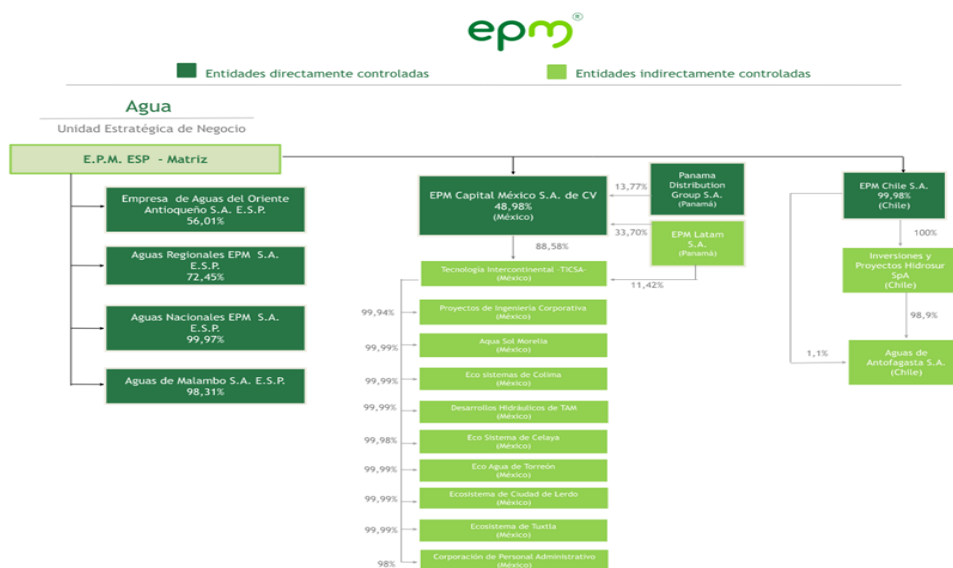 epm®
Entidades directamente controladas
Entidades indirectamente controladas
Agua
Unidad Estratégica de Negocio
E.P.M. ESP - Matriz
Empresa de Aguas del Oriente
Antioqueño S.A. E.S.P.
56,01%
Aguas Regionales EPM S.A.
E.S.P.
72,45%
Aguas Nacionales EPM S.A.
E.S.P.
99,97%
Aguas de Malambo S.A. E.S.P.
98,31%
EPM Capital México S.A. de CV
48,98%
(México)
13,77%
Panama
Distribution
Group S.A.
(Panamá)
33,70%
EPM Latam
S.A.
(Panamá)
88,58%
11,42%
Tecnología Intercontinental -TICSA-
(México)
99,94%
Proyectos de Ingeniería Corporativa
(México)
99,99%
Aqua Sol Morelia
(México)
99,99%
Eco sistemas de Colima
(México)
99,99%
Desarrollos Hidráulicos de TAM
(México)
99,98%
Eco Sistema de Celaya
(México)
99,99%
Eco Agua de Torreón
(México)
99,99%
Ecosistema de Ciudad de Lerdo
(México)
99,99%
Ecosistema de Tuxtla
(México)
98%
Corporación de Personal Administrativo
(México)
EPM Chile S.A.
99,98%
(Chile)
100%
Inversiones y
Proyectos Hidrosur
SpA
(Chile)
98,9%
1,1%
Aguas de
Antofagasta S.A.
(Chile)